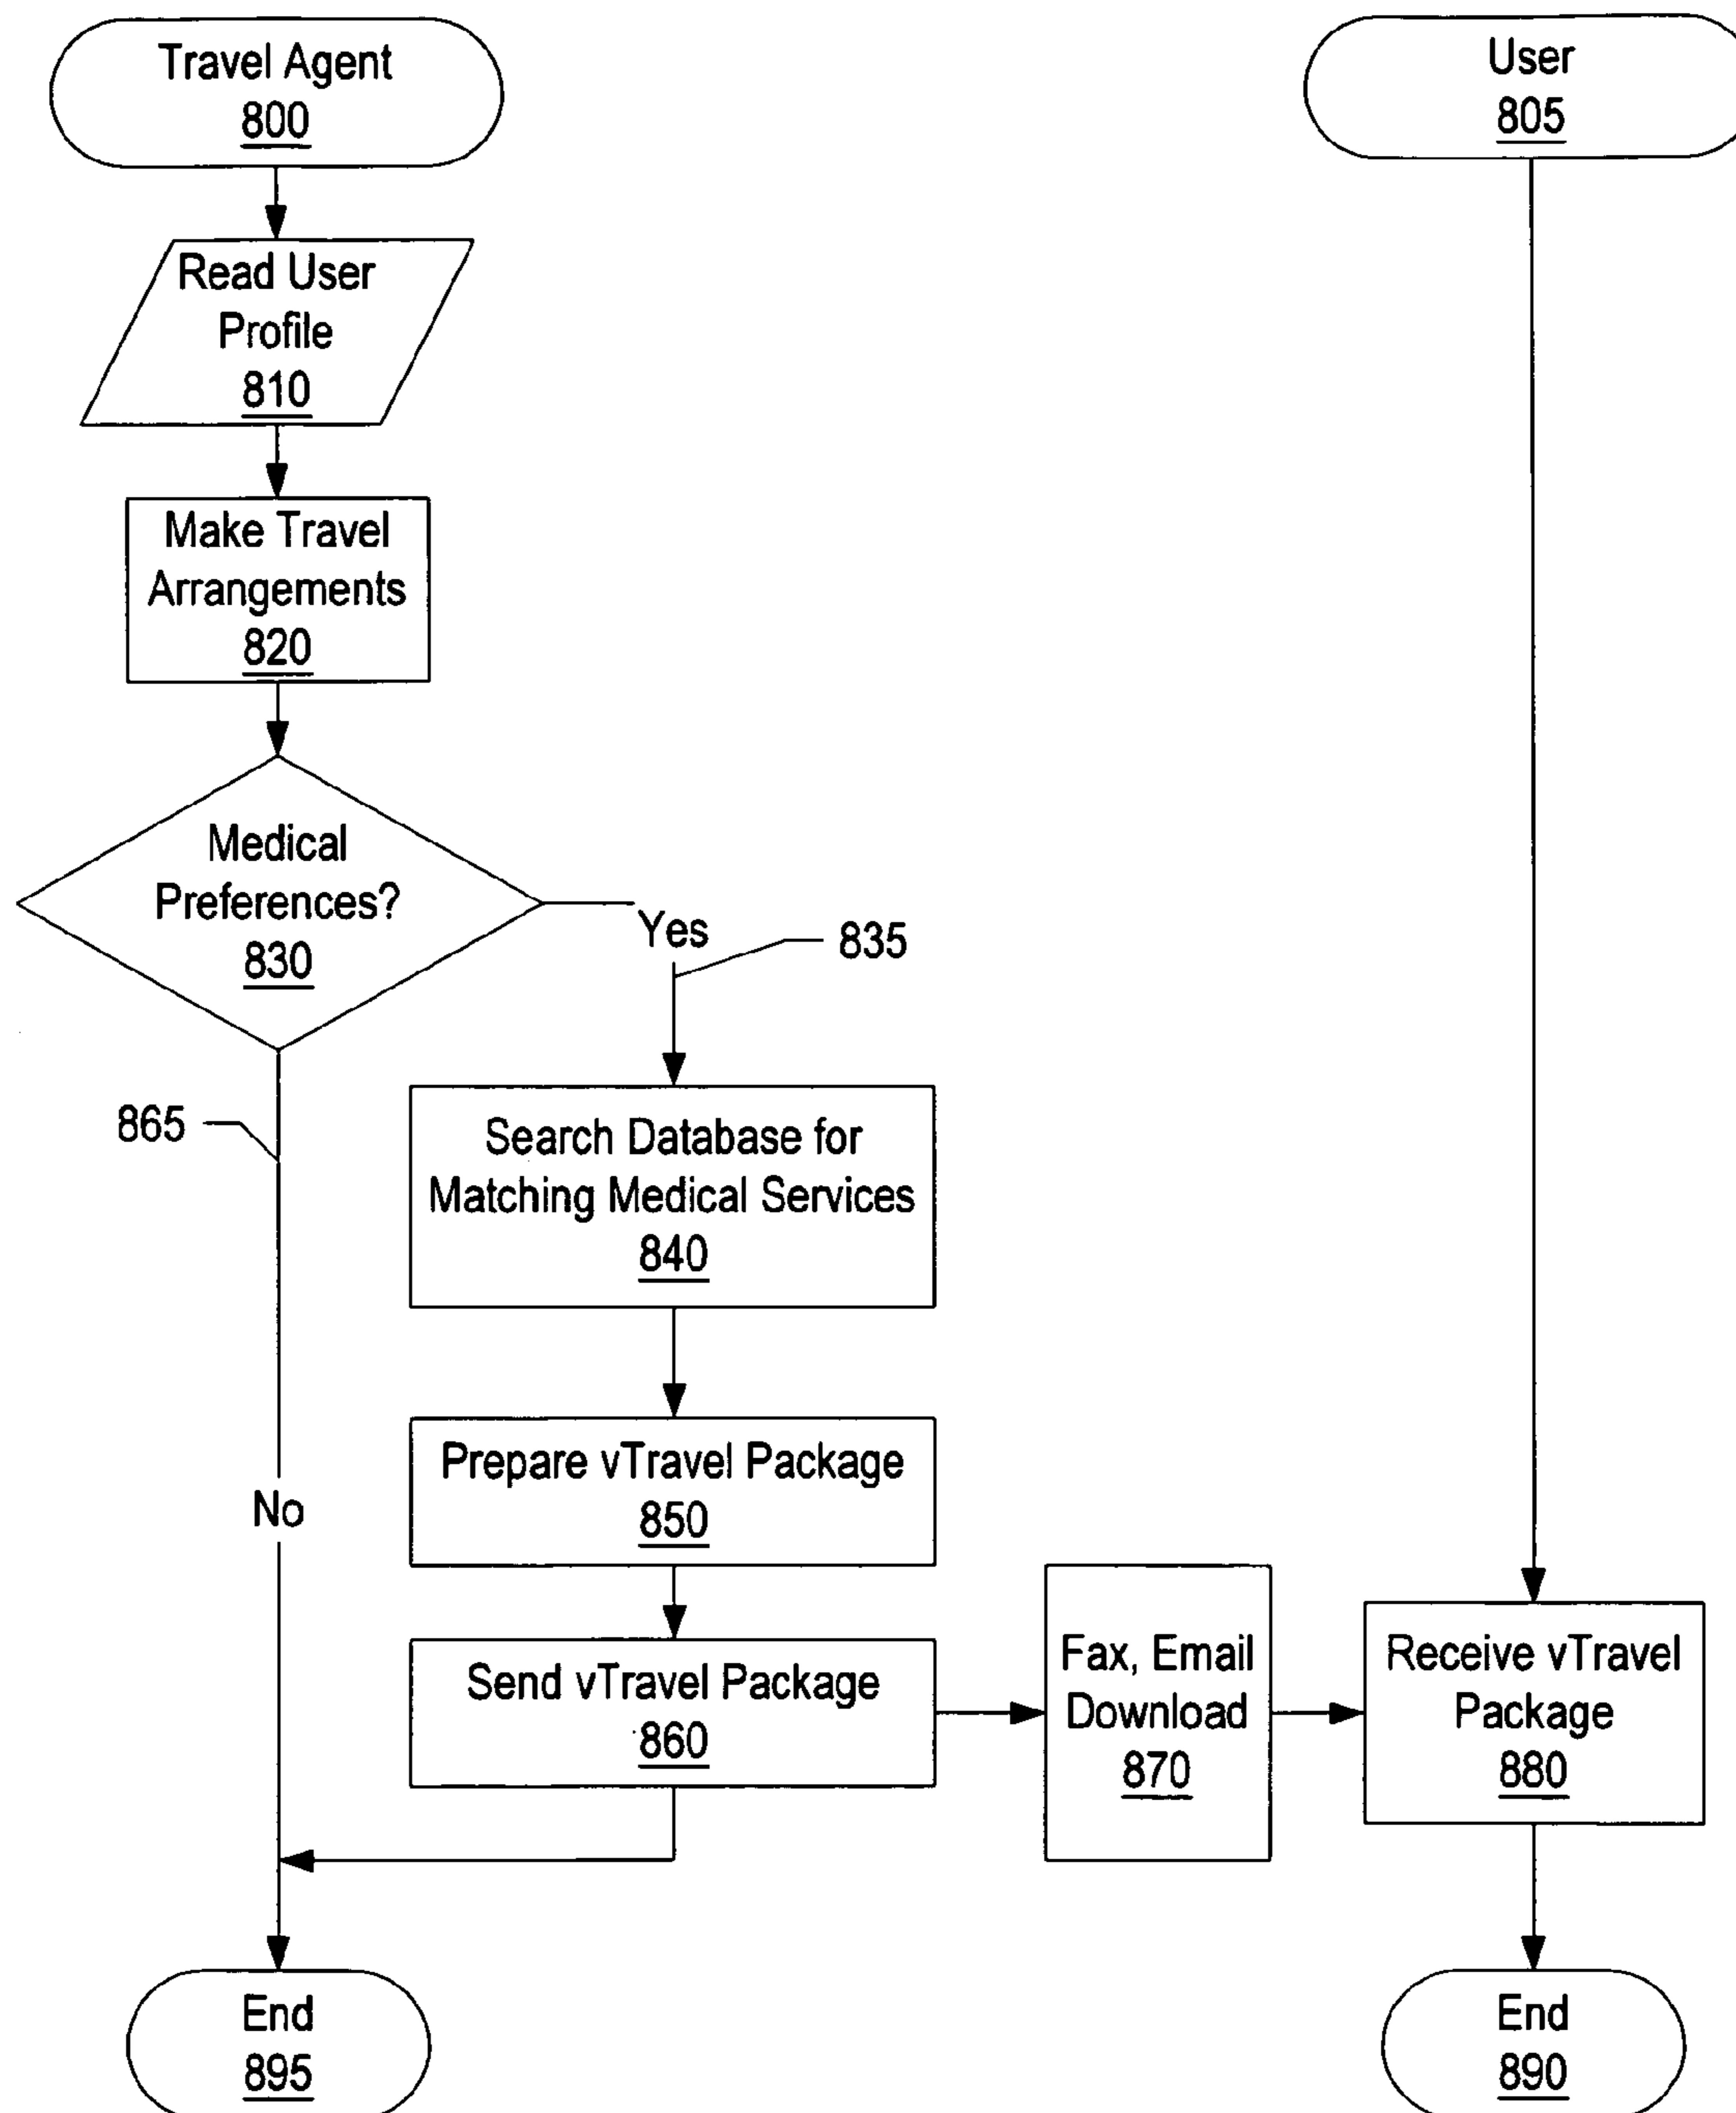 Travel Agent
800
User
805
Read User
Profile
810
Make Travel
Arrangements
820
Medical
Preferences?
830
Yes
835
865
Search Database for
Matching Medical Services
840
No
Prepare vTravel Package
850
Send vTravel Package
860
Fax, Email
Download
870
Receive vTravel
Package
880
End
895
End
890